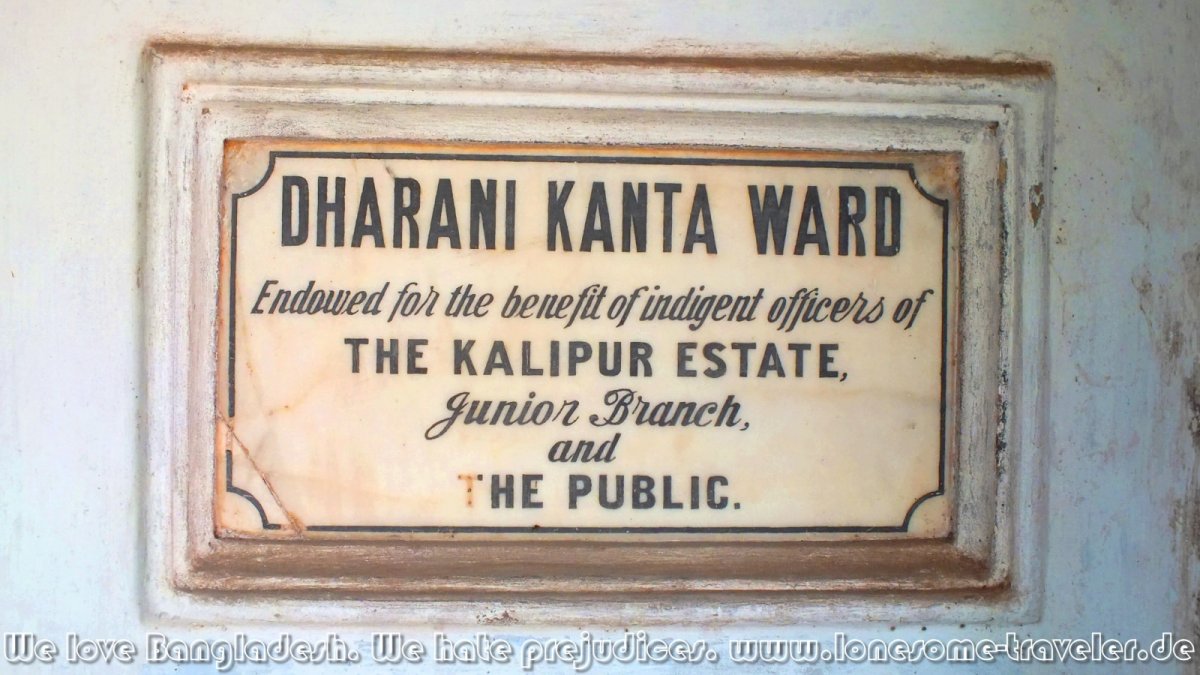 DHARANI KANTA WARD
Endowed for the benefit of indigent officers of
THE KALIPUR ESTATE,
Junior Branch,
and
THE PUBLIC.
We love Bangladesh. We hate prejudices. www.lonesome-traveler.de